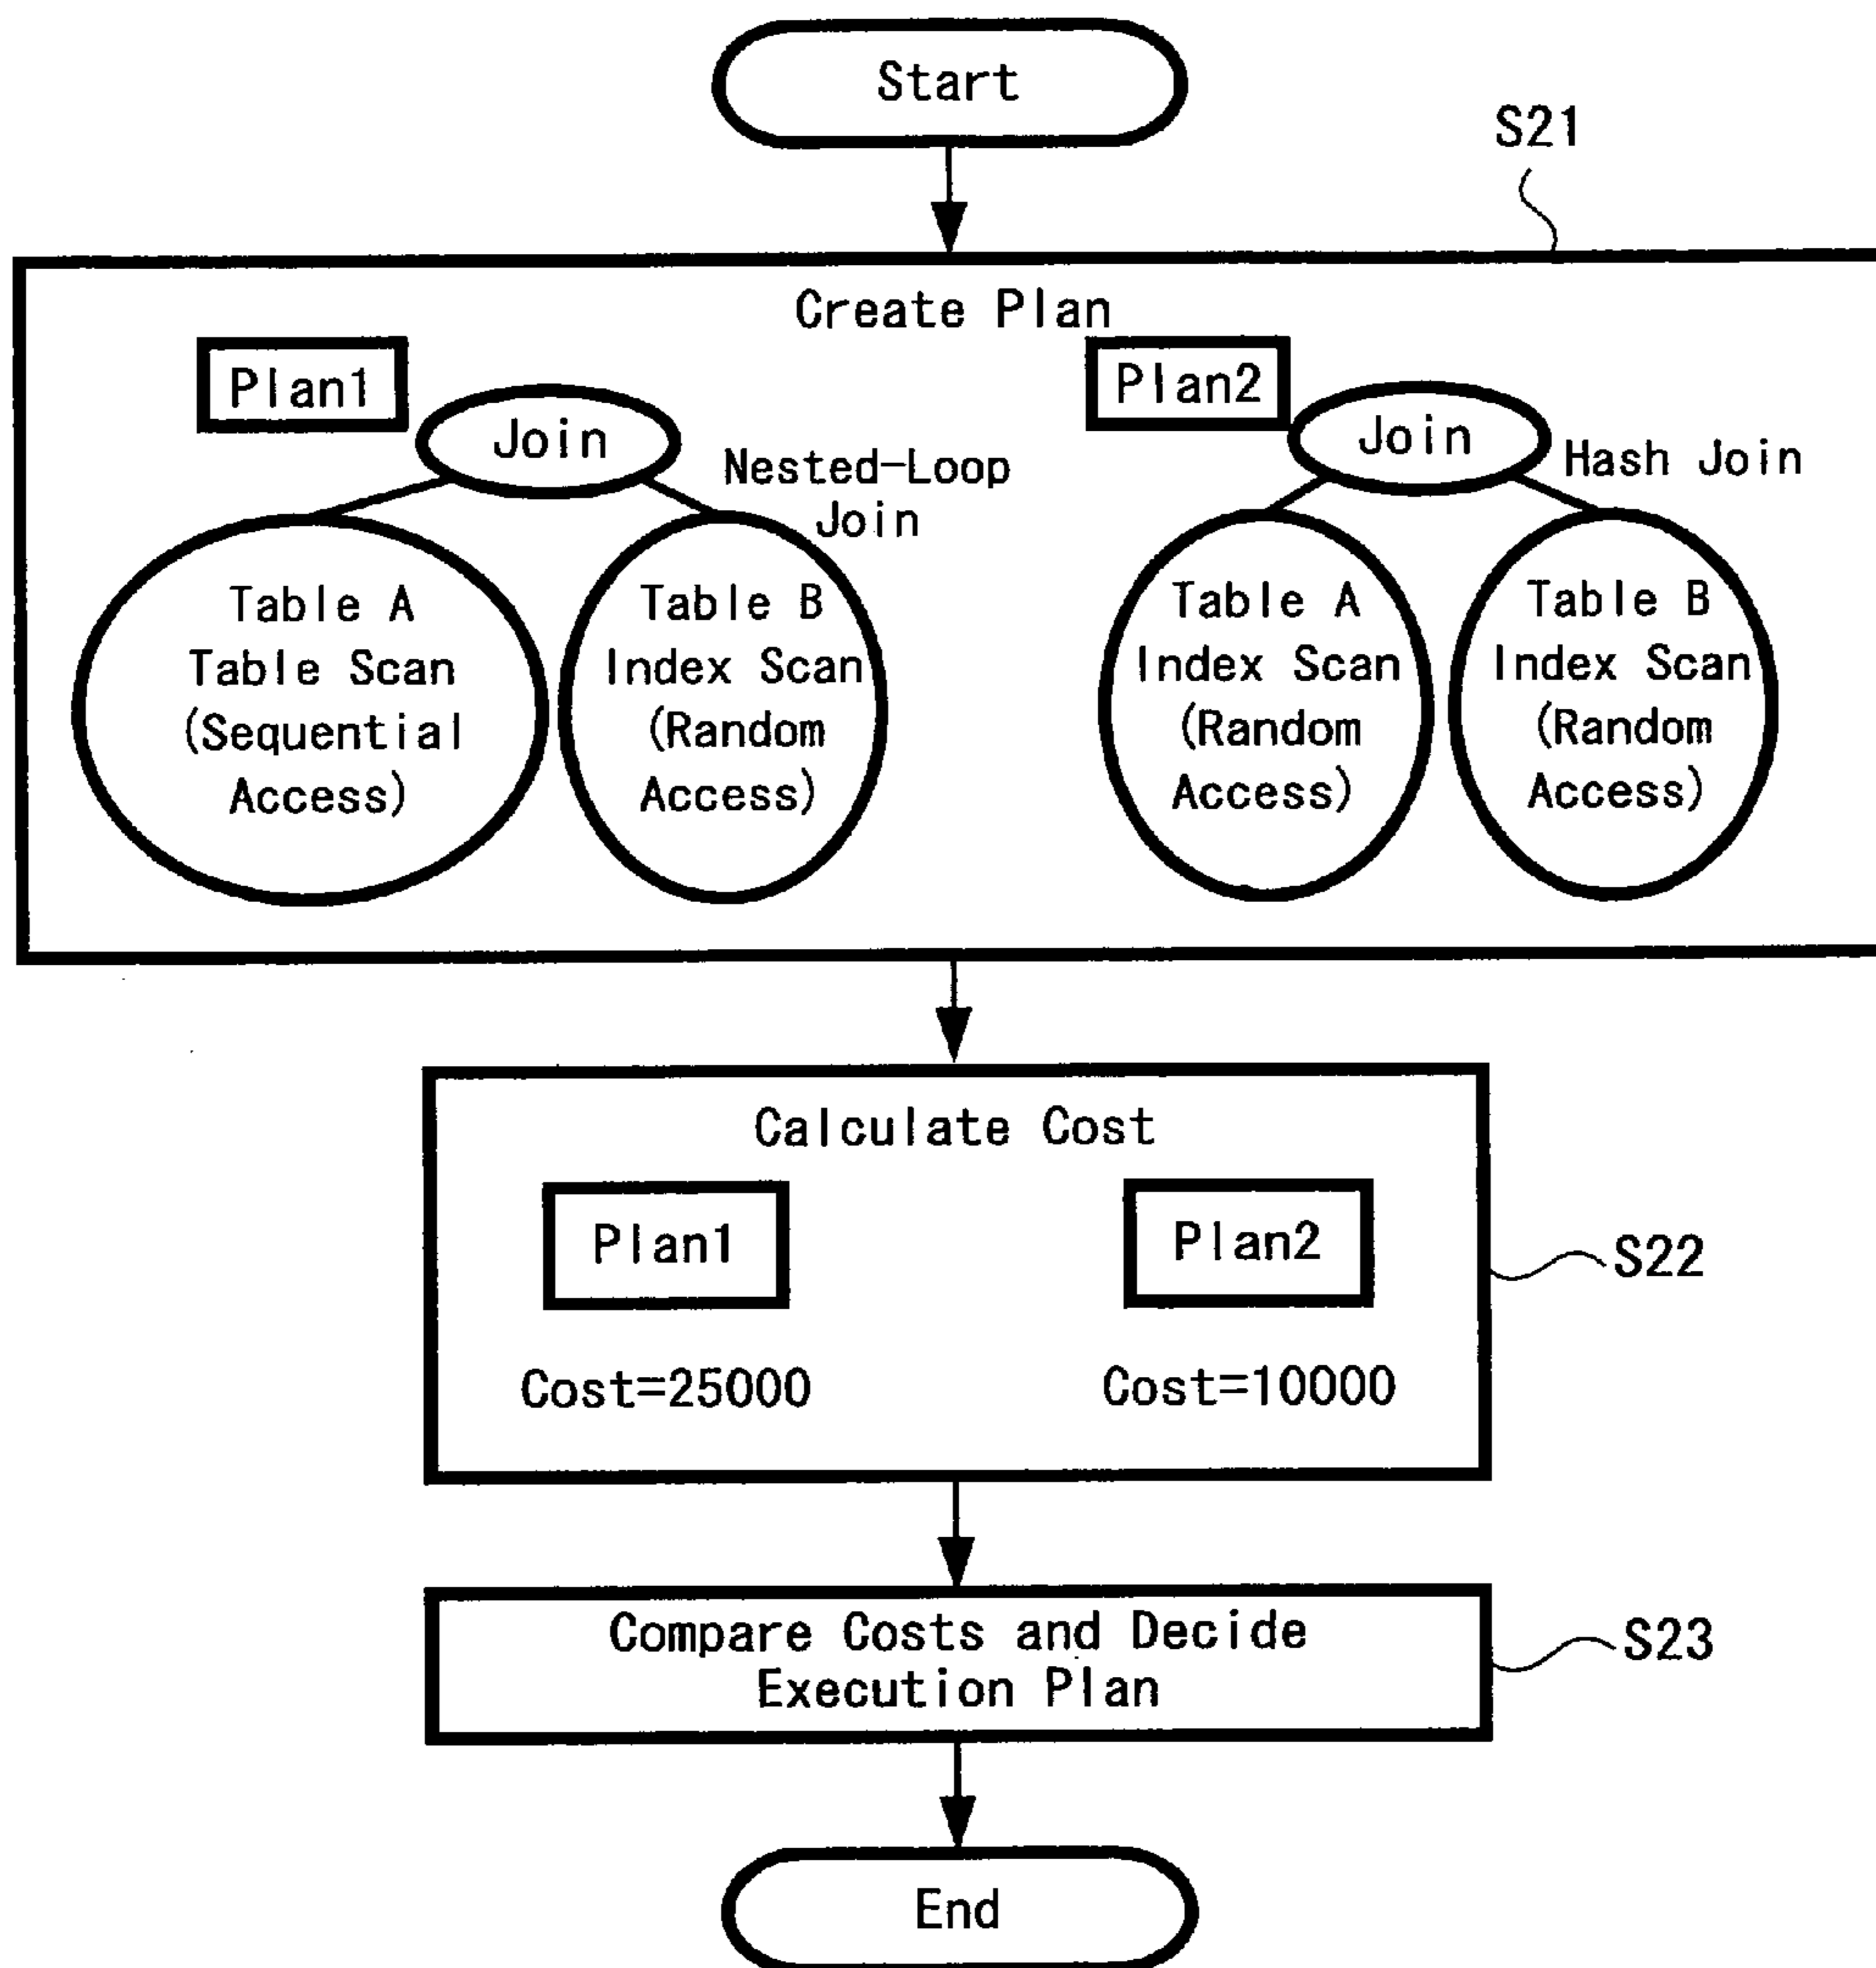 Start
S21
Create Plan
Plan1
Join
Nested-Loop
Join
Table A
Table Scan
(Sequential
Access)
Table B
Index Scan
(Random
Access)
Plan2
Join
Hash Join
Table A
Index Scan
(Random
Access)
Table B
Index Scan
(Random
Access)
Calculate Cost
Plan1
Cost=25000
Plan2
Cost=10000
S22
Compare Costs and Decide
Execution Plan
S23
End